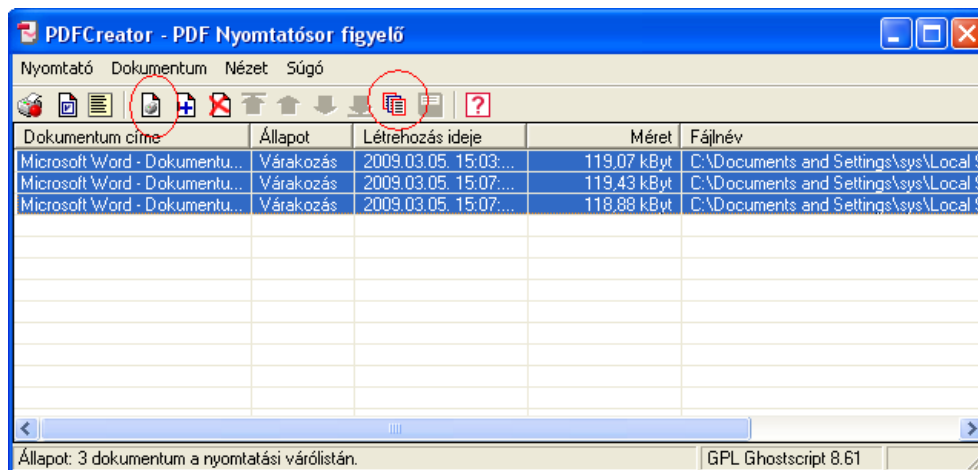 PDFCreator - PDF Nyomtatósor figyelő
Nyomtató Dokumentum Nézet Súgó
Dokumentum címe Állapot Létrehozás ideje Méret Fájlnév
Microsoft Word - Dokumentu... Várakozás 2009.03.05. 15:03:... 119,07 kByt C:\Documents and Settings\sys\Local S
Microsoft Word - Dokumentu... Várakozás 2009.03.05. 15:07:... 119,43 kByt C:\Documents and Settings\sys\Local S
Microsoft Word - Dokumentu... Várakozás 2009.03.05. 15:07:... 118,88 kByt C:\Documents and Settings\sys\Local S
Állapot: 3 dokumentum a nyomtatási várólistán. GPL Ghostscript 8.61